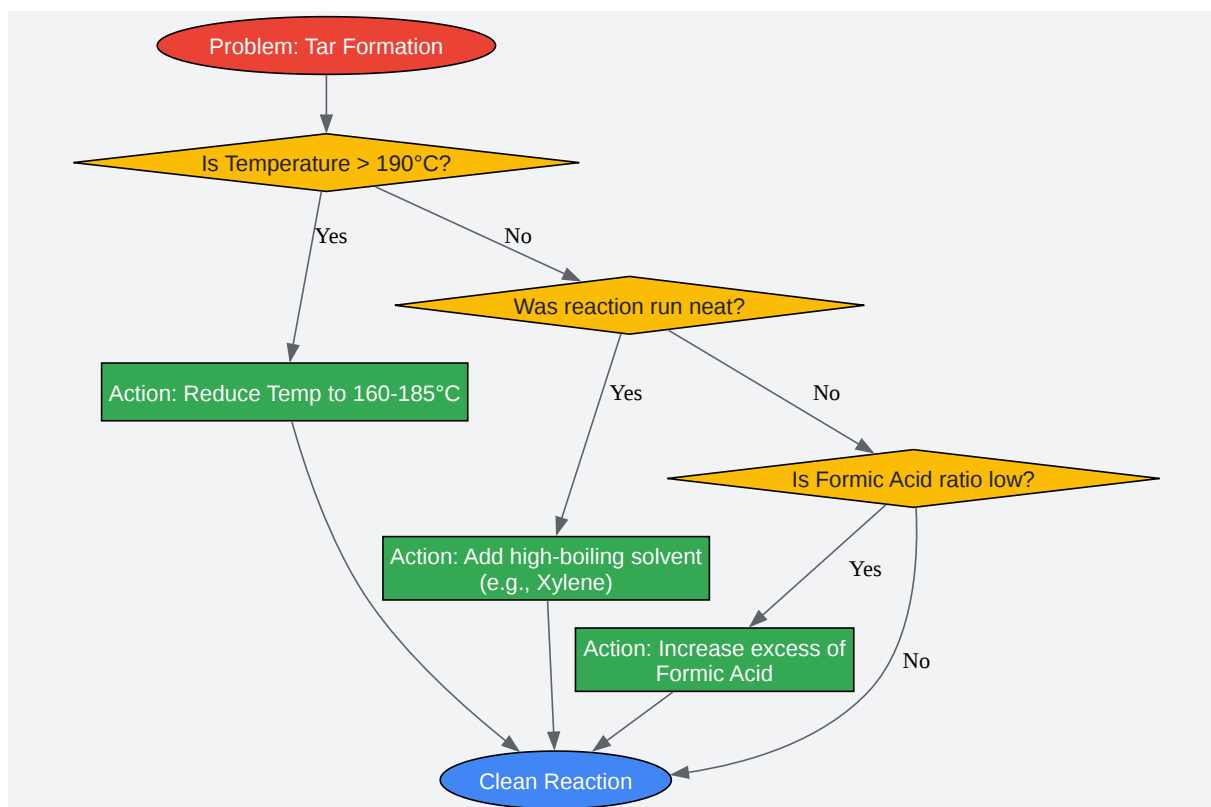 Problem: Tar Formation
Is Temperature > 190°C?
Yes
No
Was reaction run neat?
Action: Reduce Temp to 160-185°C
Yes
No
Is Formic Acid ratio low?
Action: Add high-boiling solvent
(e.g., Xylene)
Yes
Action: Increase excess of
Formic Acid
No
Clean Reaction